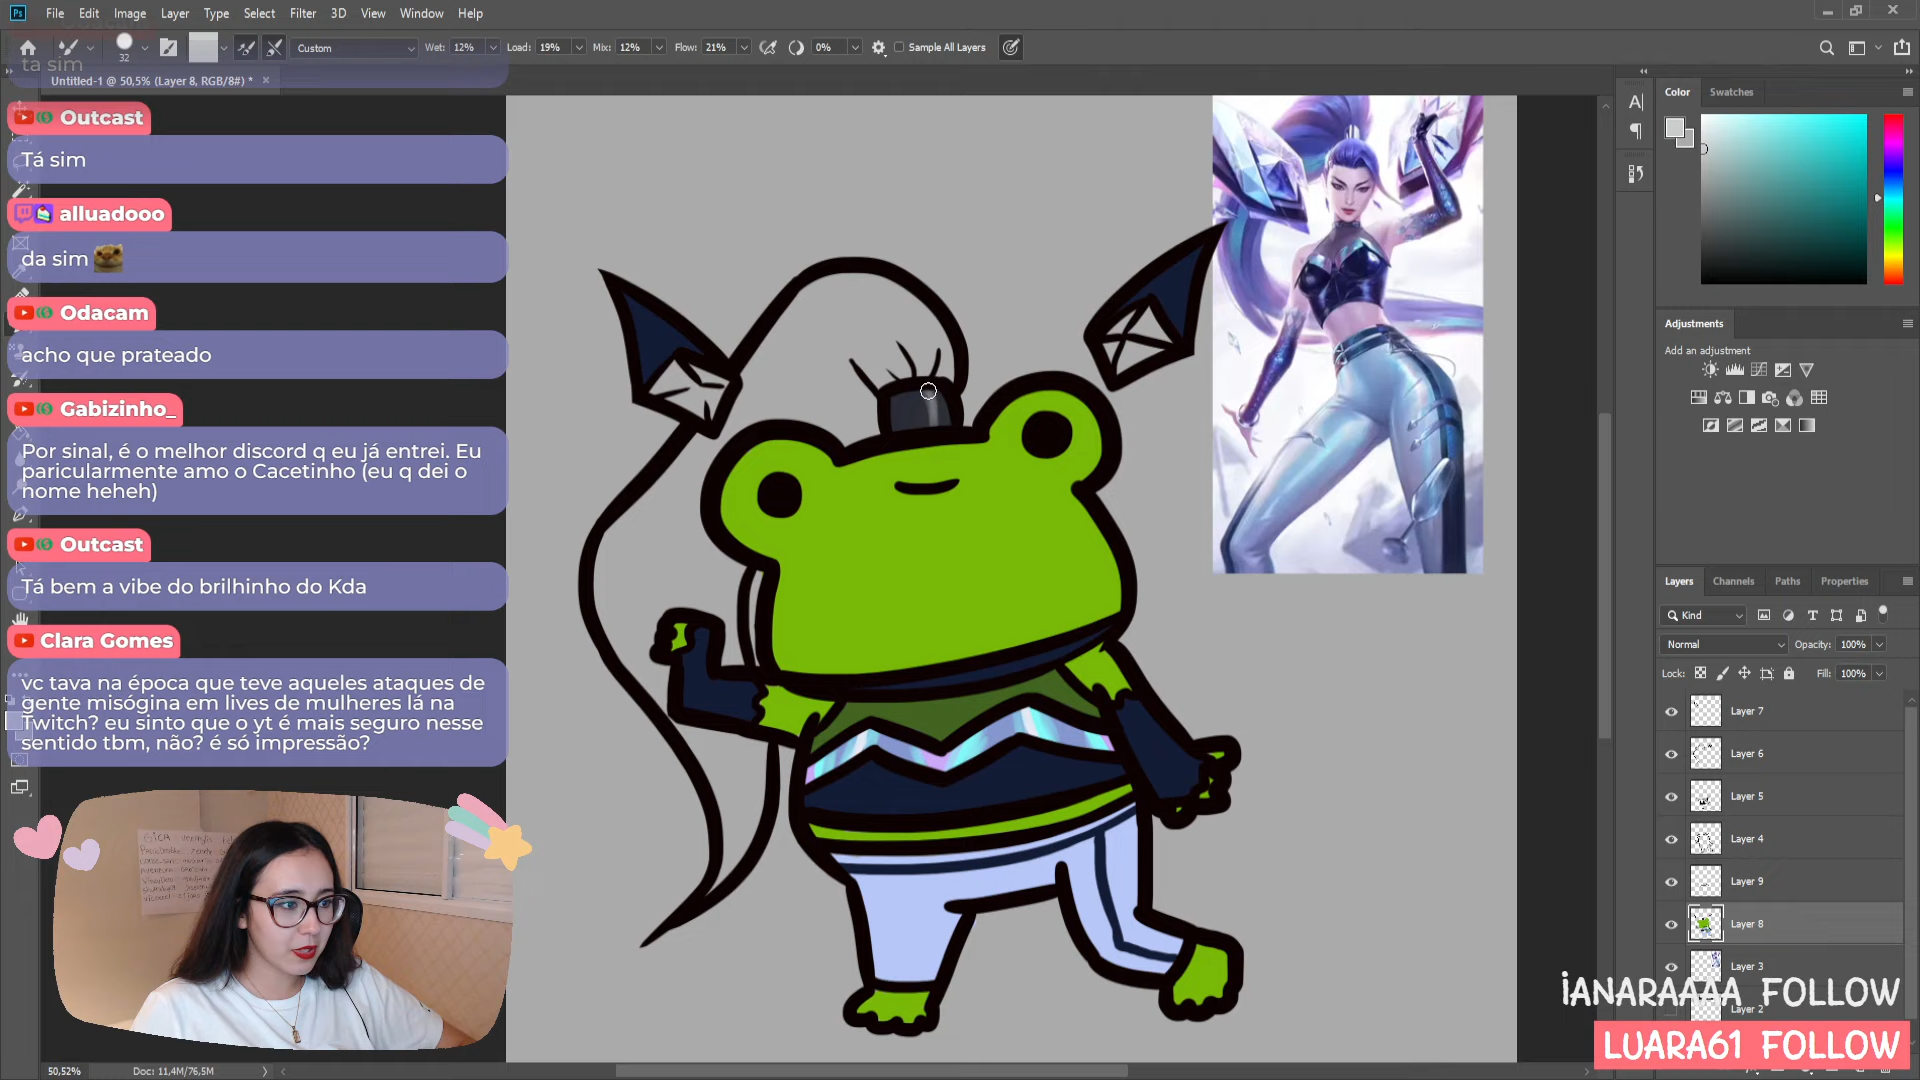 Ps File Edit Image Layer Type Select Filter 3D View Window Help
32 Custom Wet: 12% Load: 19% Mix: 12% Flow: 21% 0% Sample All Layers
ta sim
Untitled-1 @ 50,5% (Layer 8, RGB/8#) * ×
Outcast
Tá sim
alluadooo
da sim
Odacam
acho que prateado
Gabizinho_
Por sinal, é o melhor discord q eu já entrei. Eu
paricularmente amo o Cacetinho (eu q dei o
nome heheh)
Outcast
Tá bem a vibe do brilhinho do Kda
Clara Gomes
vc tava na época que teve aqueles ataques de
gente misógina em lives de mulheres lá na
Twitch? eu sinto que o yt é mais seguro nesse
sentido tbm, não? é só impressão?
50,52% Doc: 11,4M/76,5M
Color Swatches
Adjustments
Add an adjustment
Layers Channels Paths Properties
Kind
Normal Opacity: 100%
Lock: Fill: 100%
Layer 7
Layer 6
Layer 5
Layer 4
Layer 9
Layer 8
Layer 3
Layer 2
IANARAAAA FOLLOW
LUARA61 FOLLOW